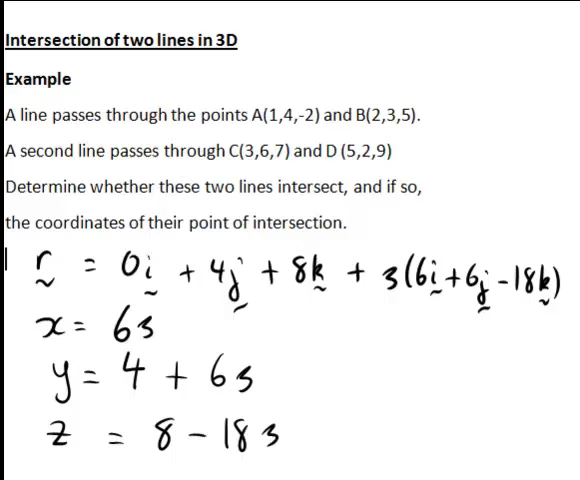 Intersection of two lines in 3D
Example
A line passes through the points A(1,4,-2) and B(2,3,5).
A second line passes through C(3,6,7) and D (5,2,9)
Determine whether these two lines intersect, and if so,
the coordinates of their point of intersection.
r = 0i + 4j + 8k + s(6i+6j-18k)
x = 6s
y = 4 + 6s
z = 8 - 18s